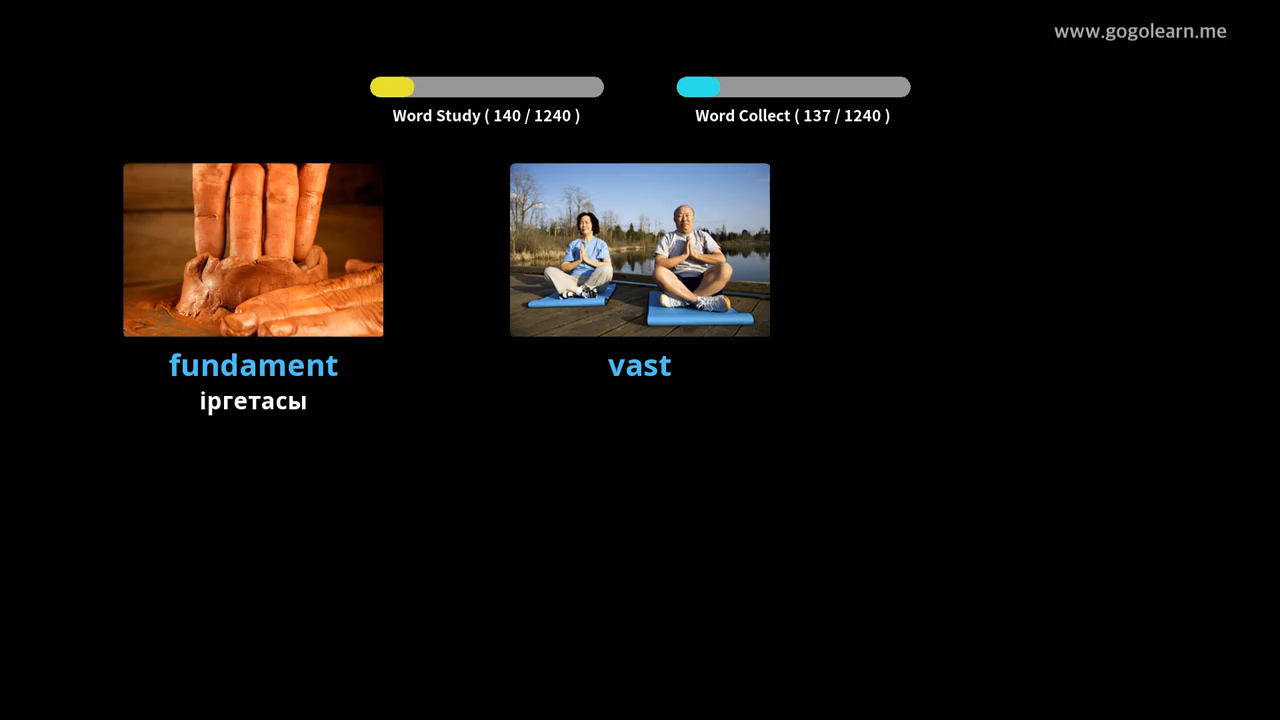 www.gogolearn.me
Word Study ( 140 / 1240 )
Word Collect ( 137 / 1240 )
fundament
іргетасы
vast